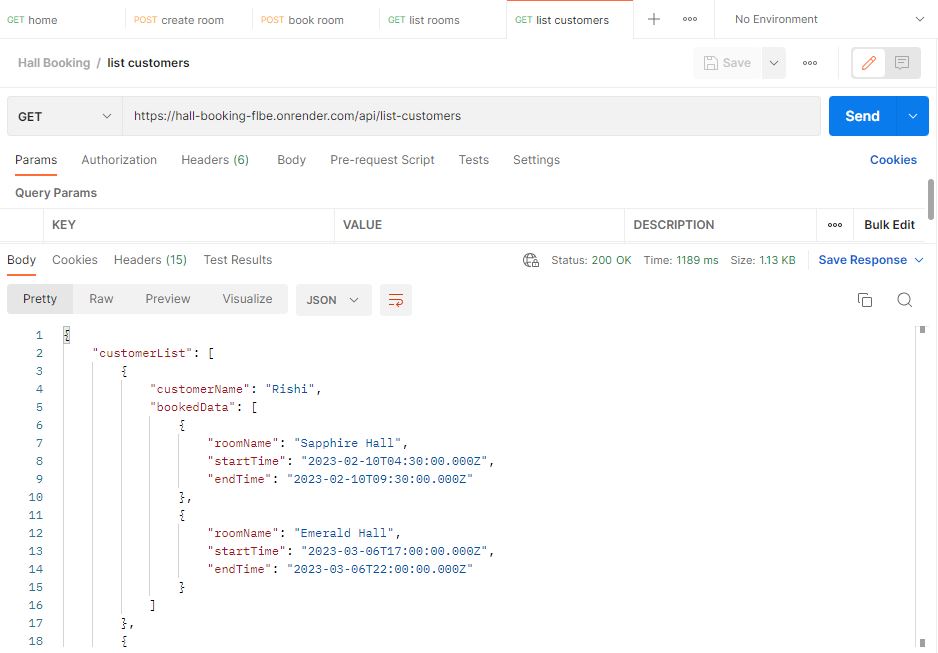 GET home POST create room POST book room GET list rooms GET list customers No Environment
Hall Booking / list customers Save
GET https://hall-booking-flbe.onrender.com/api/list-customers Send
Params Authorization Headers (6) Body Pre-request Script Tests Settings Cookies
Query Params
KEY VALUE DESCRIPTION Bulk Edit
Body Cookies Headers (15) Test Results Status: 200 OK Time: 1189 ms Size: 1.13 KB Save Response
Pretty Raw Preview Visualize JSON
1 {
2 "customerList": [
3 {
4 "customerName": "Rishi",
5 "bookedData": [
6 {
7 "roomName": "Sapphire Hall",
8 "startTime": "2023-02-10T04:30:00.000Z",
9 "endTime": "2023-02-10T09:30:00.000Z"
10 },
11 {
12 "roomName": "Emerald Hall",
13 "startTime": "2023-03-06T17:00:00.000Z",
14 "endTime": "2023-03-06T22:00:00.000Z"
15 }
16 ]
17 },
18 {